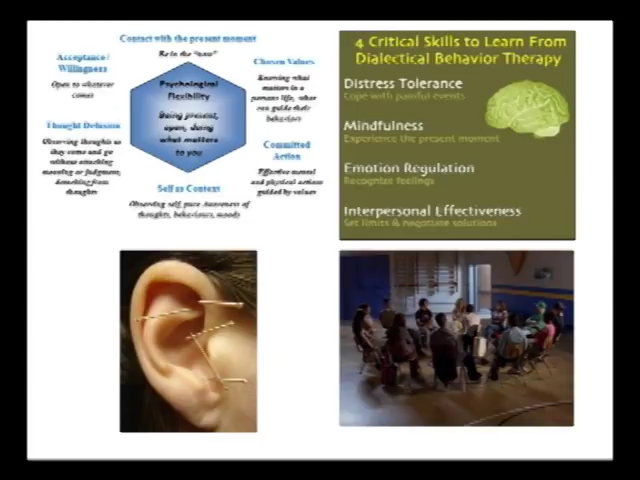 Contact with the present moment
Be in the "now"
Acceptance/
Willingness
Open to whatever
comes
Thought Defusion
Observing thoughts as
they come and go
without attaching
meaning or judgment,
detaching from
thoughts
Psychological
Flexibility
Being present,
open, doing
what matters
to you
Chosen Values
Knowing what
matters in a
persons life, what
can guide their
behaviors
Committed
Action
Effective mental
and physical actions
guided by values
Self as Context
Observing self, pure awareness of
thoughts, behaviours, moods
4 Critical Skills to Learn From
Dialectical Behavior Therapy
Distress Tolerance
Cope with painful events
Mindfulness
Experience the present moment
Emotion Regulation
Recognize feelings
Interpersonal Effectiveness
Set limits & negotiate solutions